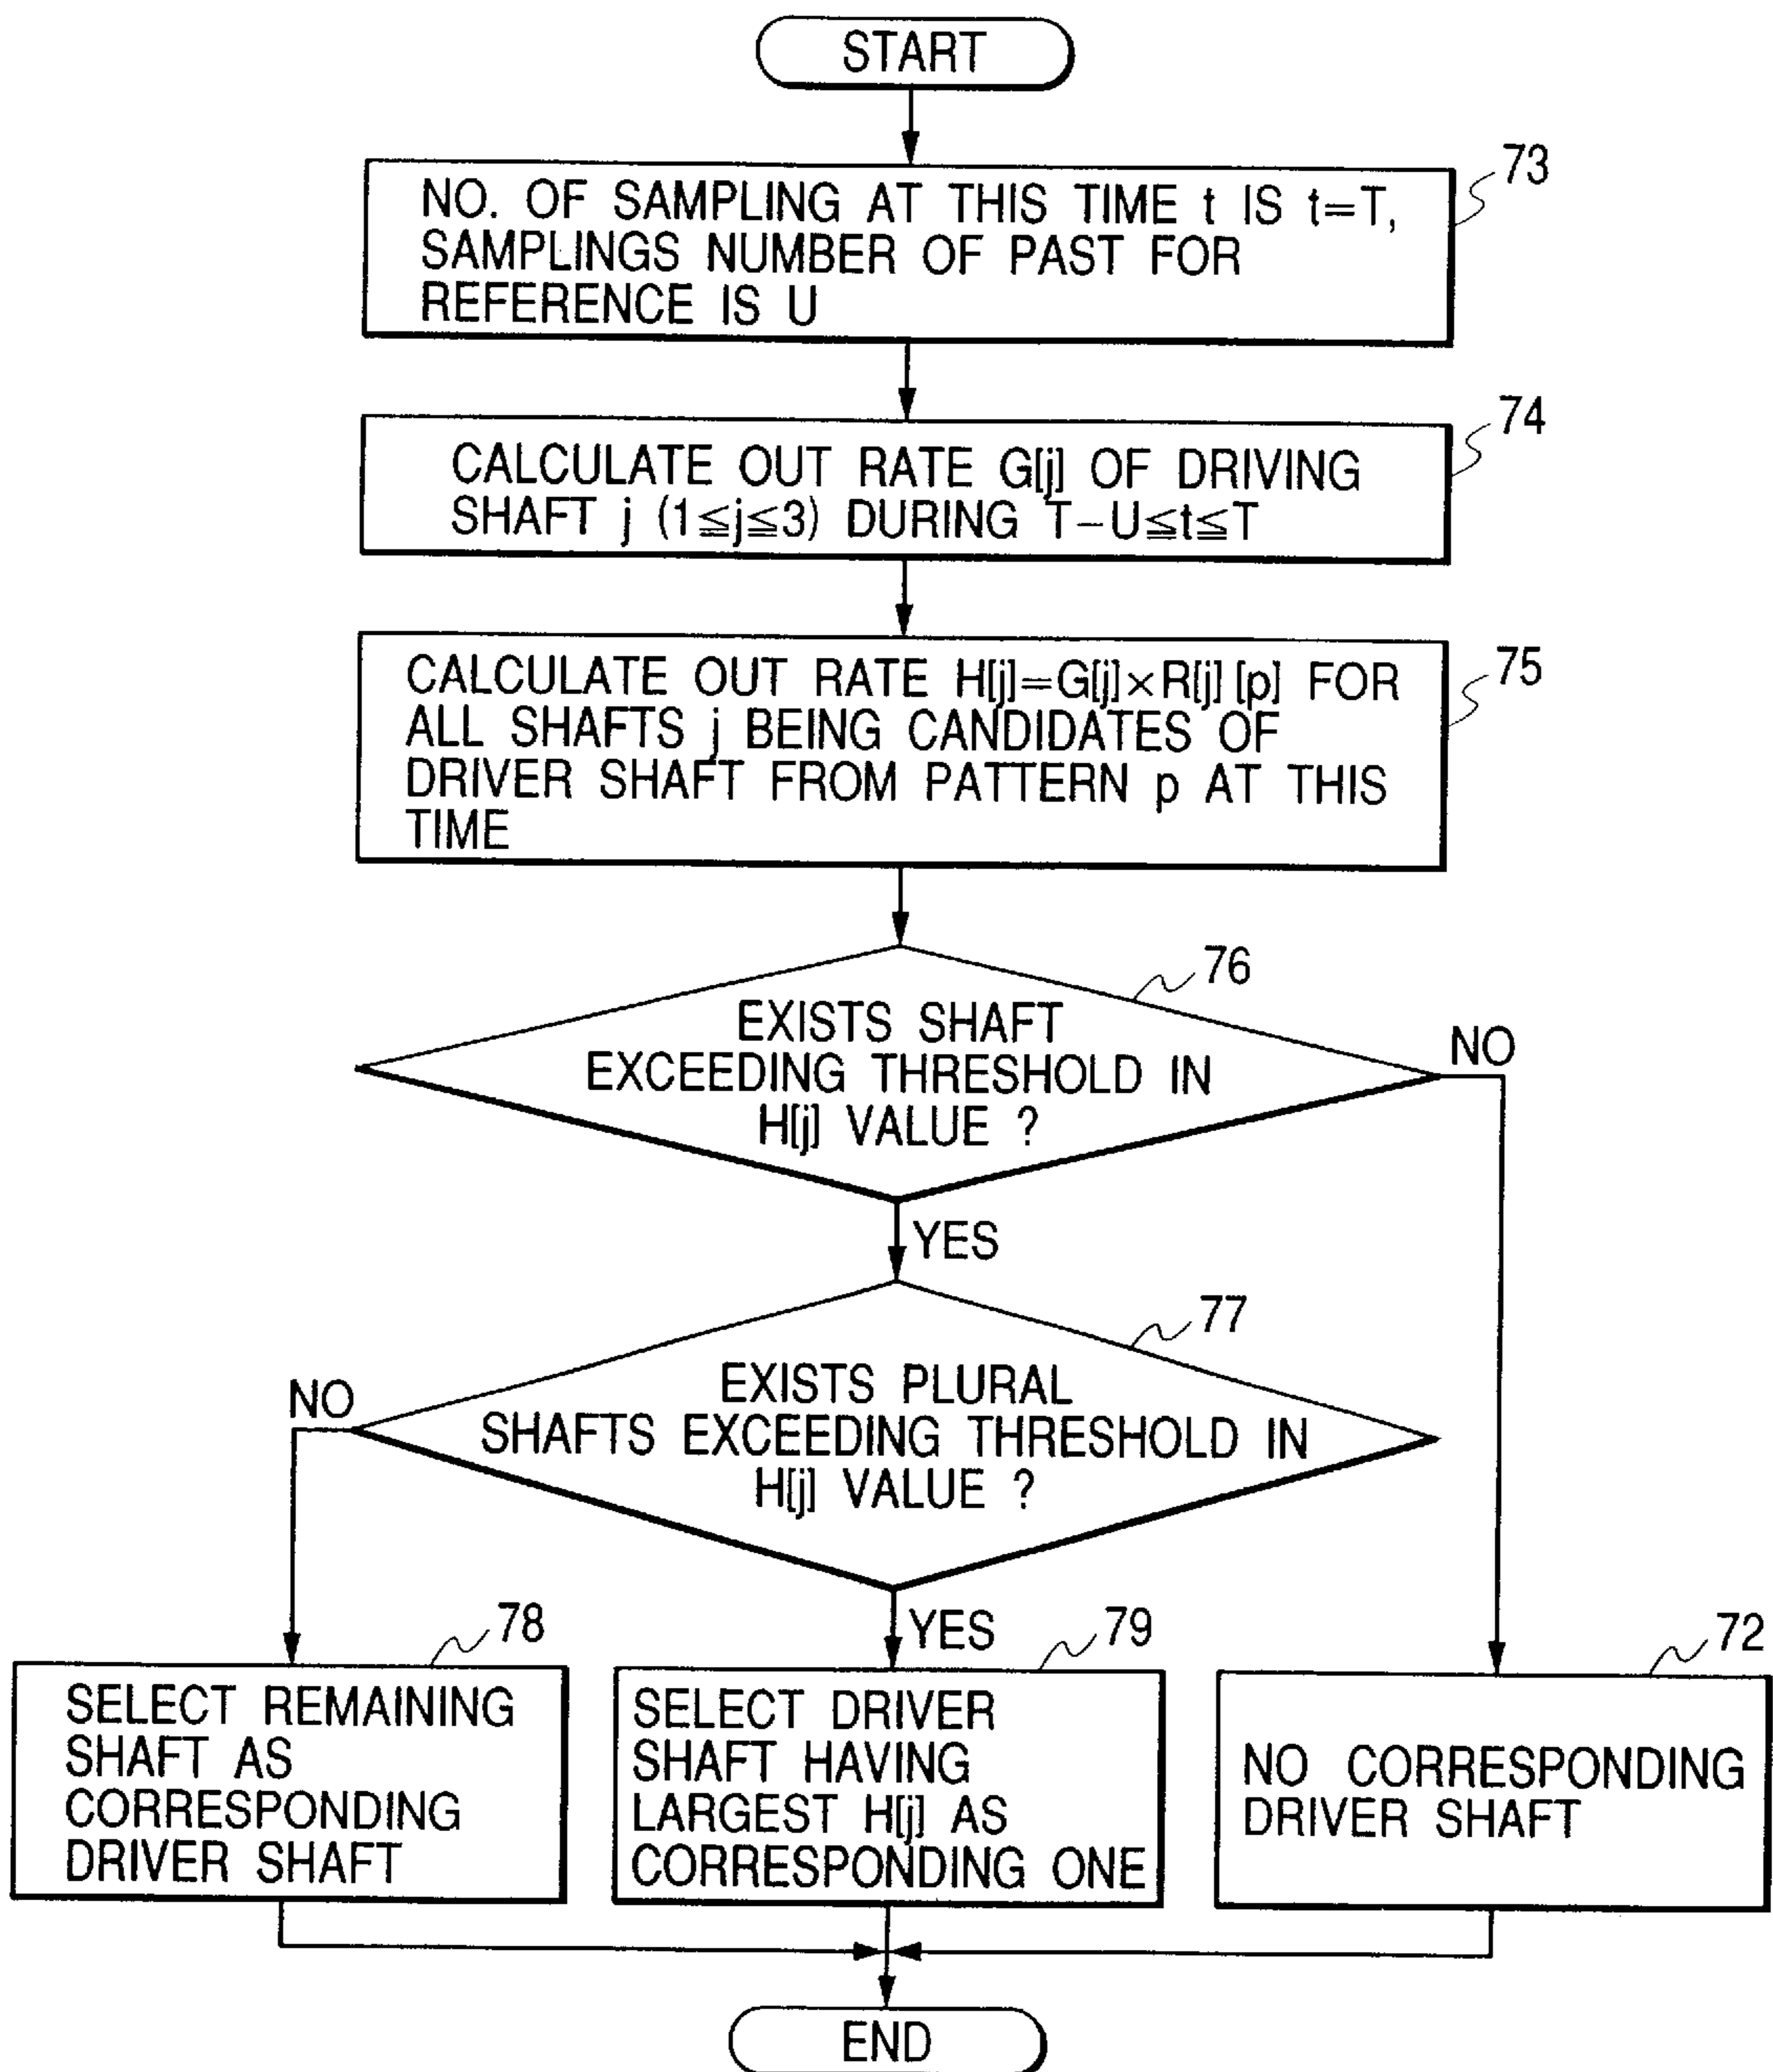 START
73
NO. OF SAMPLING AT THIS TIME t IS t=T,
SAMPLINGS NUMBER OF PAST FOR
REFERENCE IS U
74
CALCULATE OUT RATE G[j] OF DRIVING
SHAFT j (1≦j≦3) DURING T−U≦t≦T
75
CALCULATE OUT RATE H[j]=G[j]×R[j] [p] FOR
ALL SHAFTS j BEING CANDIDATES OF
DRIVER SHAFT FROM PATTERN p AT THIS
TIME
76
EXISTS SHAFT
EXCEEDING THRESHOLD IN
H[j] VALUE ?
NO
YES
77
EXISTS PLURAL
SHAFTS EXCEEDING THRESHOLD IN
H[j] VALUE ?
NO
YES
78
SELECT REMAINING
SHAFT AS
CORRESPONDING
DRIVER SHAFT
79
SELECT DRIVER
SHAFT HAVING
LARGEST H[j] AS
CORRESPONDING ONE
72
NO CORRESPONDING
DRIVER SHAFT
END